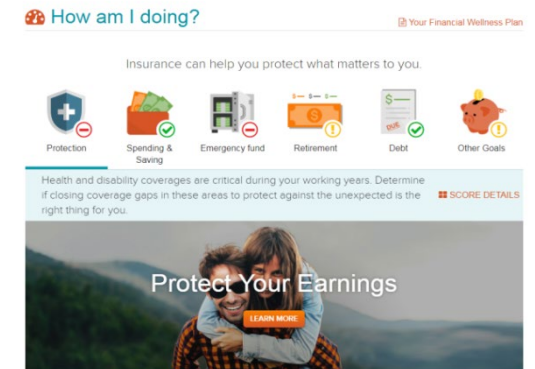 How am I doing?
Your Financial Wellness Plan
Insurance can help you protect what matters to you.
Protection
Spending &
Saving
Emergency fund
Retirement
Debt
Other Goals
DUE
Health and disability coverages are critical during your working years. Determine
if closing coverage gaps in these areas to protect against the unexpected is the
right thing for you.
SCORE DETAILS
Protect Your Earnings
LEARN MORE